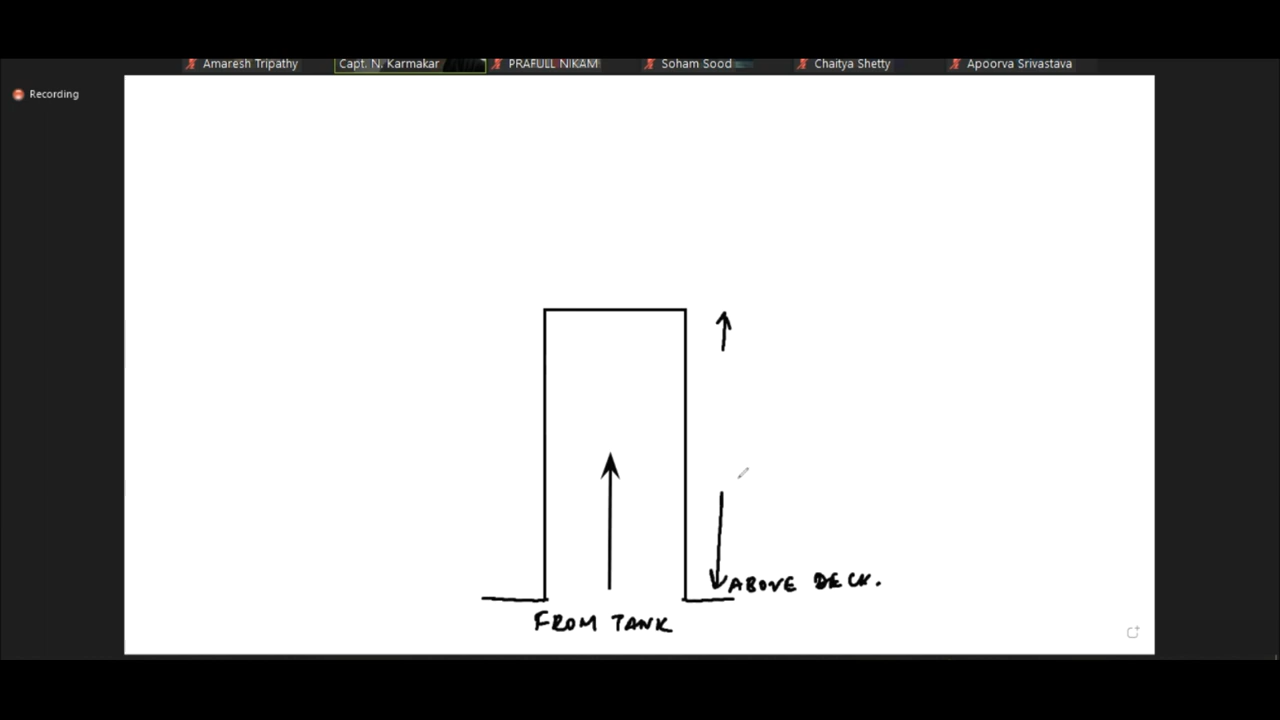 Amaresh Tripathy
Capt. N. Karmakar
PRAFULL NIKAM
Soham Sood
Chaitya Shetty
Apoorva Srivastava
Recording
ABOVE DECK.
FROM TANK